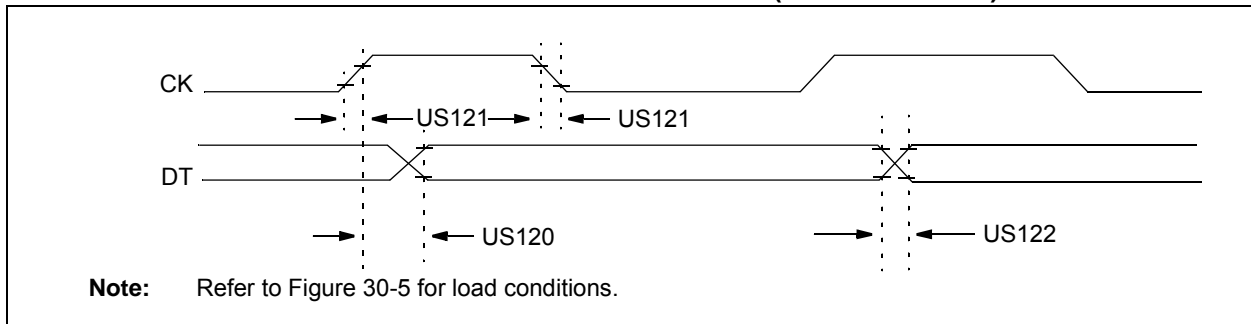 CK
US121 US121
DT
US120 US122
Note: Refer to Figure 30-5 for load conditions.